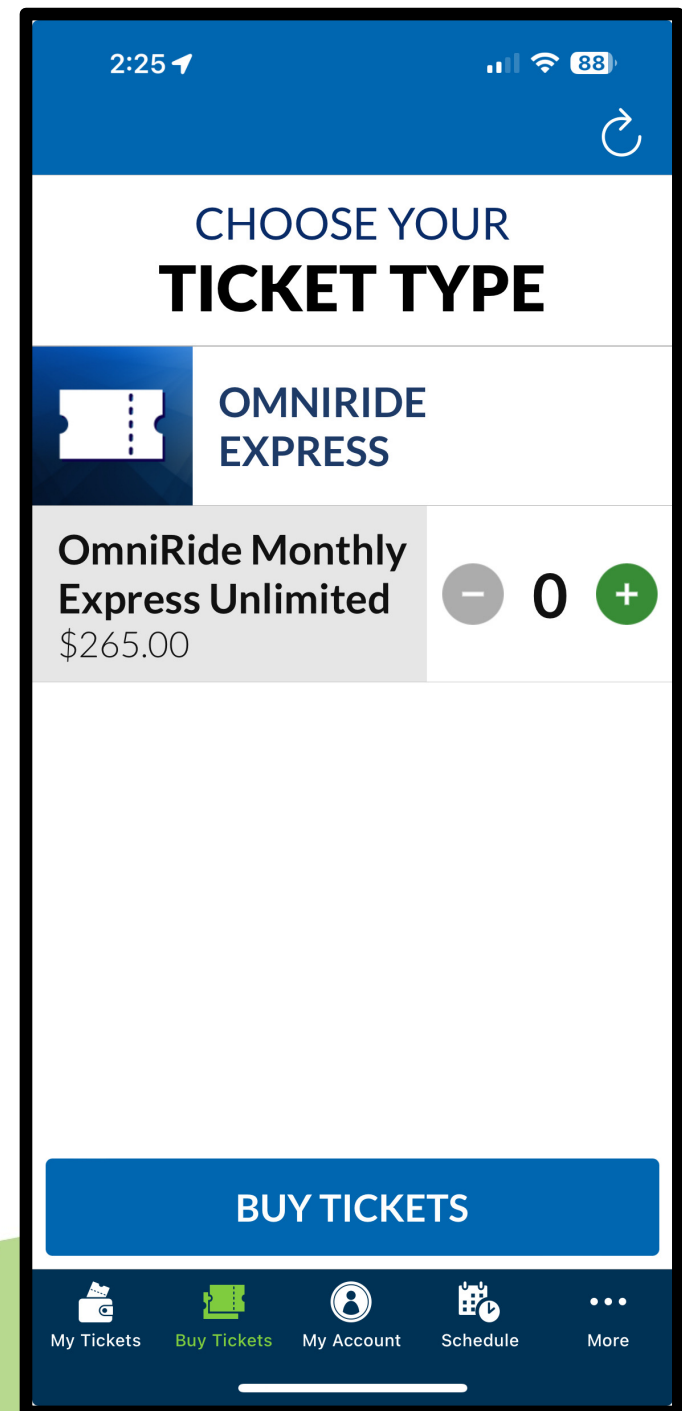 2:25
88
CHOOSE YOUR
TICKET TYPE
OMNIRIDE
EXPRESS
OmniRide Monthly
Express Unlimited
$265.00
0
BUY TICKETS
My Tickets Buy Tickets My Account Schedule More